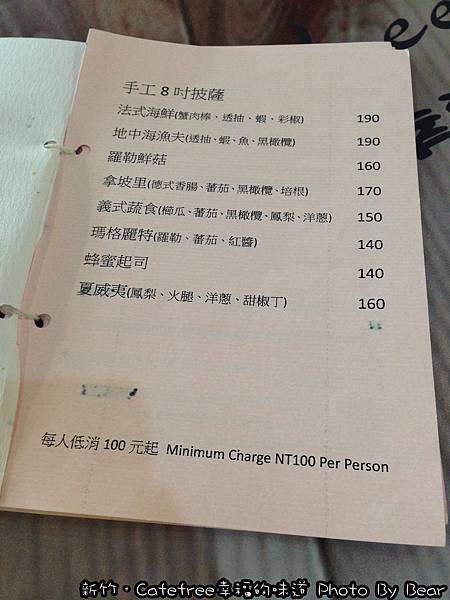 手工 8 吋披薩
法式海鮮(蟹肉棒、透抽、蝦、彩椒) 190
地中海漁夫(透抽、蝦、魚、黑橄欖) 190
羅勒鮮菇 160
拿坡里(德式香腸、蕃茄、黑橄欖、培根) 170
義式蔬食(櫛瓜、蕃茄、黑橄欖、鳳梨、洋蔥) 150
瑪格麗特(羅勒、蕃茄、紅醬) 140
蜂蜜起司 140
夏威夷(鳳梨、火腿、洋蔥、甜椒丁) 160
每人低消 100 元起 Minimum Charge NT100 Per Person
新竹・Cafetree幸福的味道 Photo By Bear